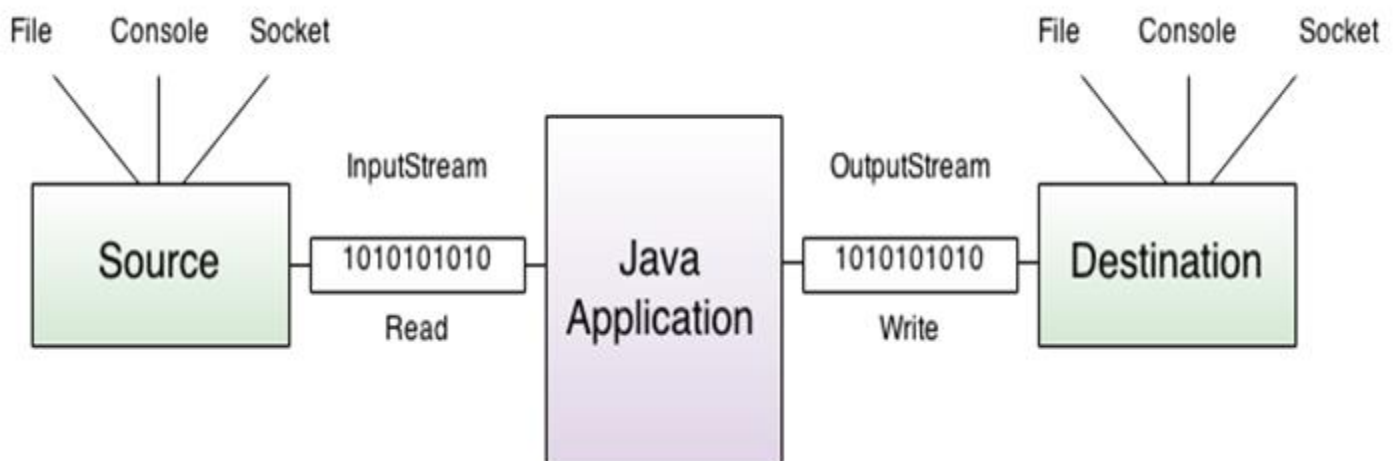 File Console Socket
File Console Socket
InputStream
OutputStream
Source
1010101010
Java
Application
1010101010
Destination
Read
Write